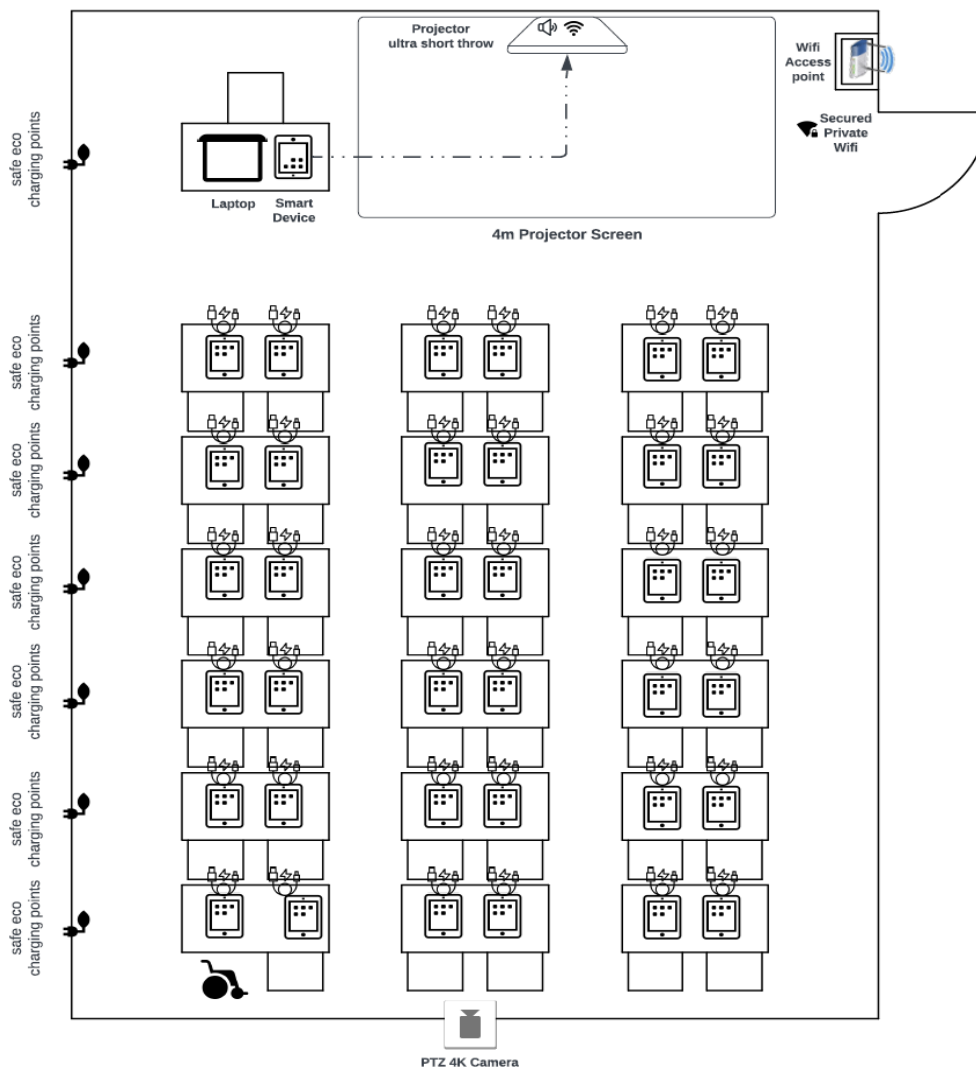 Projector
ultra short throw
Wifi
Access
point
Secured
Private
Wifi
Laptop
Smart
Device
4m Projector Screen
safe eco
charging points
safe eco
charging points
safe eco
charging points
safe eco
charging points
safe eco
charging points
safe eco
charging points
safe eco
charging points
PTZ 4K Camera